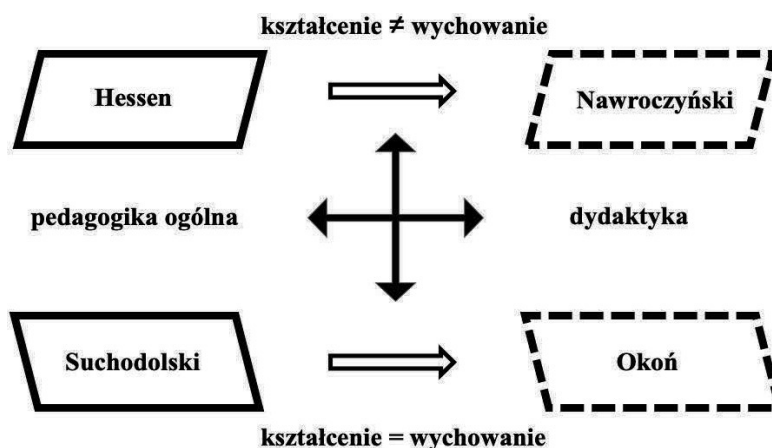 kształcenie ≠ wychowanie
Hessen
Nawroczyński
pedagogika ogólna
dydaktyka
Suchodolski
Okoń
kształcenie = wychowanie